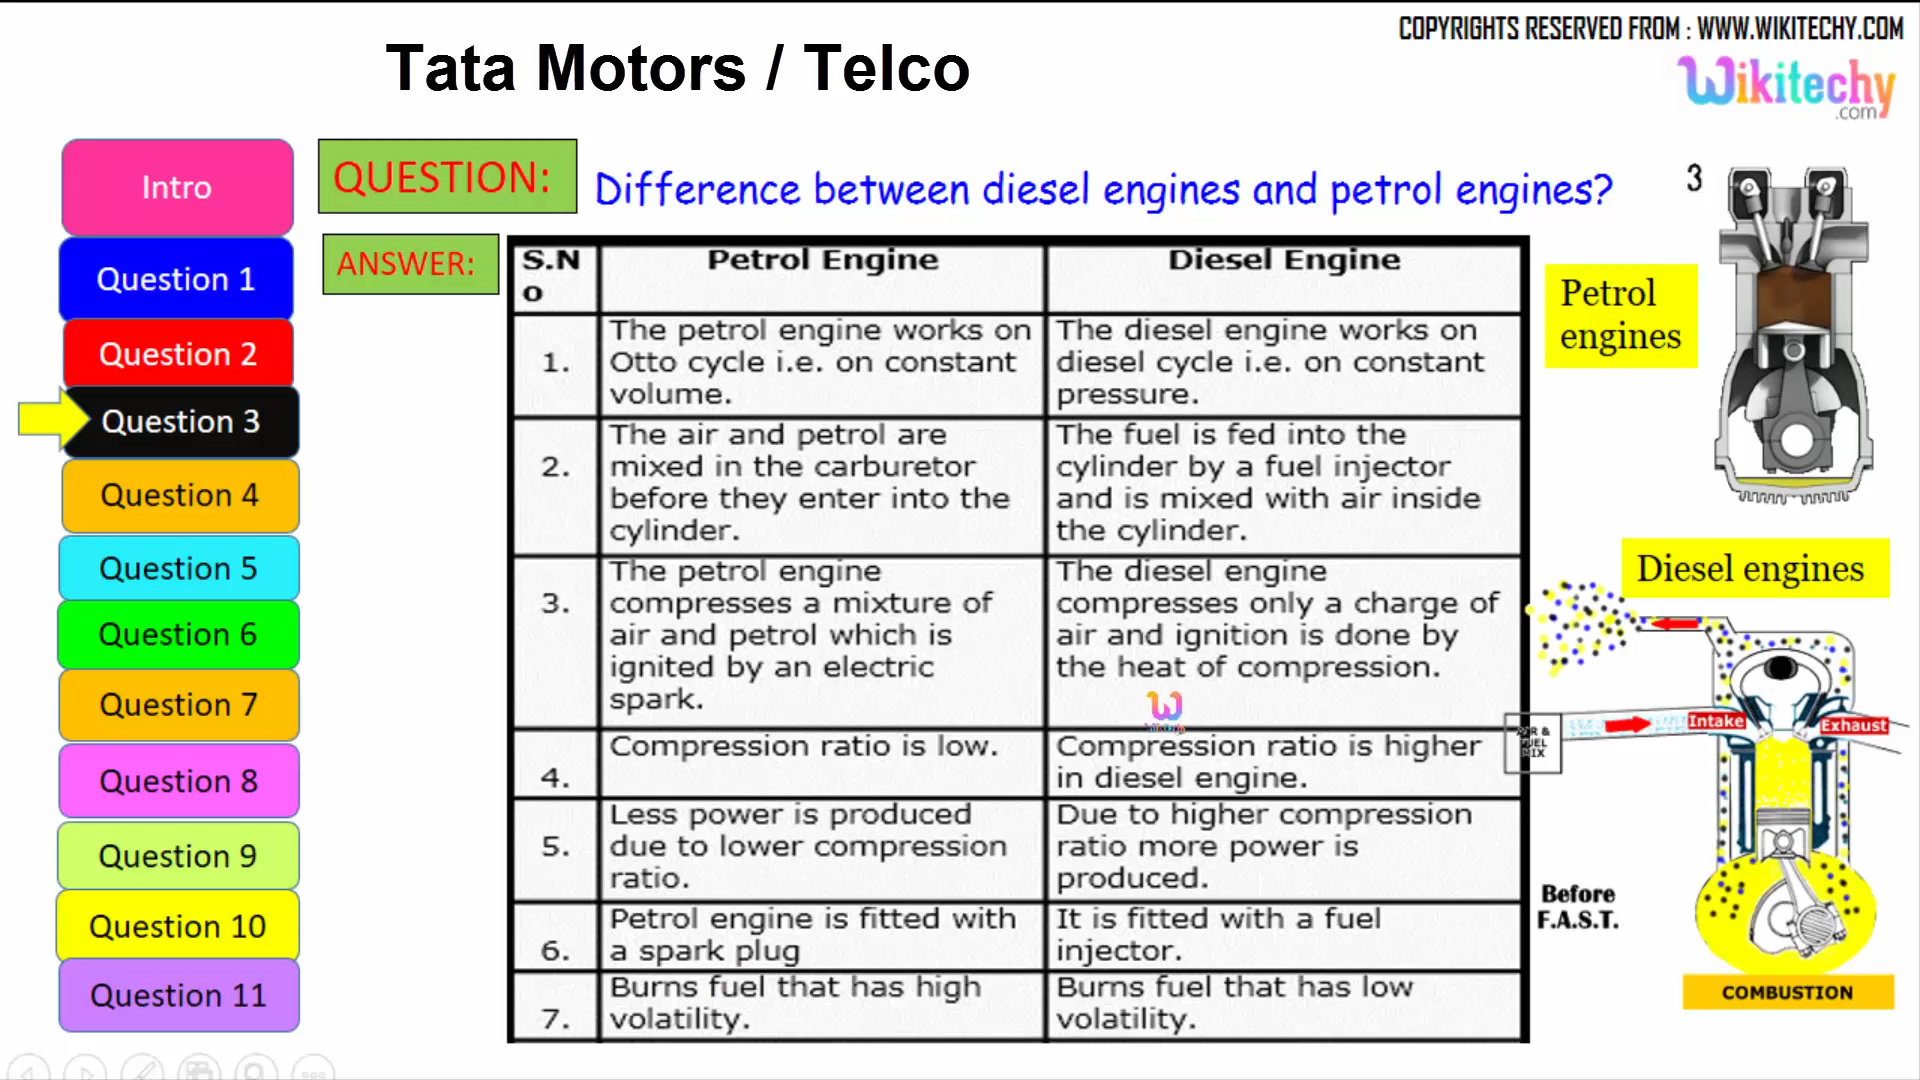 COPYRIGHTS RESERVED FROM : WWW.WIKITECHY.COM
Tata Motors / Telco
Wikitechy
.com
Intro
Question 1
Question 2
Question 3
Question 4
Question 5
Question 6
Question 7
Question 8
Question 9
Question 10
Question 11
QUESTION:
Difference between diesel engines and petrol engines?
3
ANSWER:
S.N
o
Petrol Engine
Diesel Engine
1.
The petrol engine works on
Otto cycle i.e. on constant
volume.
The diesel engine works on
diesel cycle i.e. on constant
pressure.
2.
The air and petrol are
mixed in the carburetor
before they enter into the
cylinder.
The fuel is fed into the
cylinder by a fuel injector
and is mixed with air inside
the cylinder.
3.
The petrol engine
compresses a mixture of
air and petrol which is
ignited by an electric
spark.
The diesel engine
compresses only a charge of
air and ignition is done by
the heat of compression.
4.
Compression ratio is low.
Compression ratio is higher
in diesel engine.
5.
Less power is produced
due to lower compression
ratio.
Due to higher compression
ratio more power is
produced.
6.
Petrol engine is fitted with
a spark plug
It is fitted with a fuel
injector.
7.
Burns fuel that has high
volatility.
Burns fuel that has low
volatility.
Petrol
engines
Diesel engines
AIR &
FUEL
MIX
Intake
Exhaust
Before
F.A.S.T.
COMBUSTION